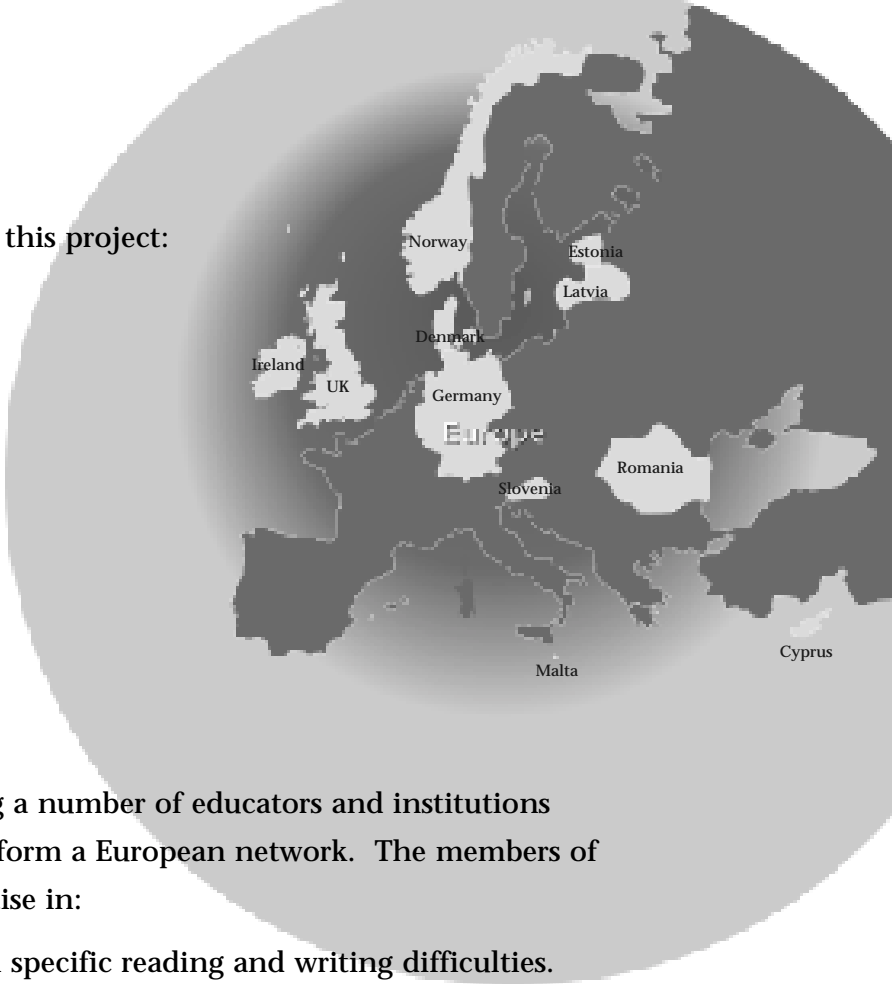 this project:
Norway
Estonia
Latvia
Denmark
Ireland
UK
Germany
Europe
Romania
Slovenia
Cyprus
Malta
a number of educators and institutions
form a European network. The members of
ise in:
specific reading and writing difficulties.